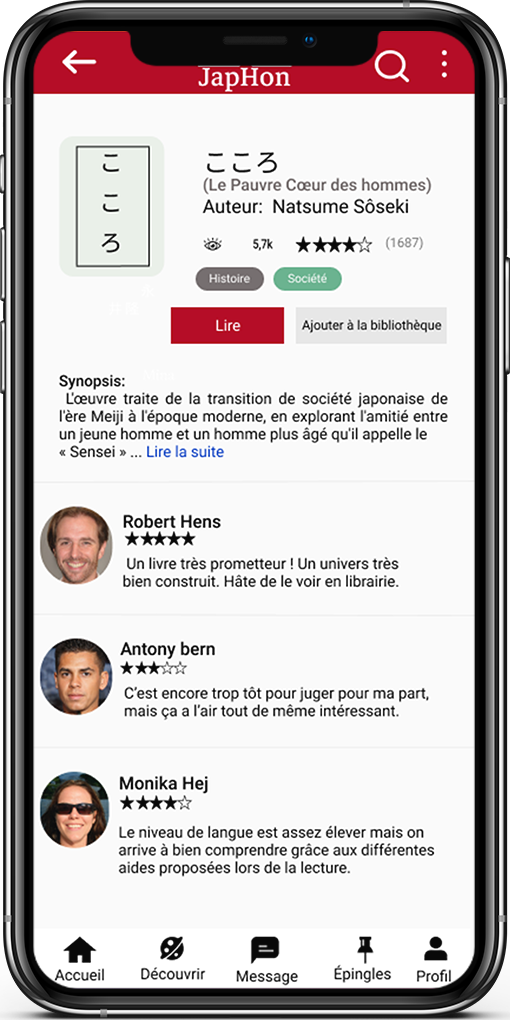 JapHon
こ
こ
ろ
こころ
(Le Pauvre Cœur des hommes)
Auteur: Natsume Sôseki
5,7k ★★★★☆ (1687)
Histoire Société
Lire Ajouter à la bibliothèque
Synopsis:
L'œuvre traite de la transition de société japonaise de
l'ère Meiji à l'époque moderne, en explorant l'amitié entre
un jeune homme et un homme plus âgé qu'il appelle le
« Sensei » ... Lire la suite
Robert Hens
★★★★★
Un livre très prometteur ! Un univers très
bien construit. Hâte de le voir en librairie.
Antony bern
★★★☆☆
C'est encore trop tôt pour juger pour ma part,
mais ça a l'air tout de même intéressant.
Monika Hej
★★★★☆
Le niveau de langue est assez élever mais on
arrive à bien comprendre grâce aux différentes
aides proposées lors de la lecture.
Accueil Découvrir Message Épingles Profil